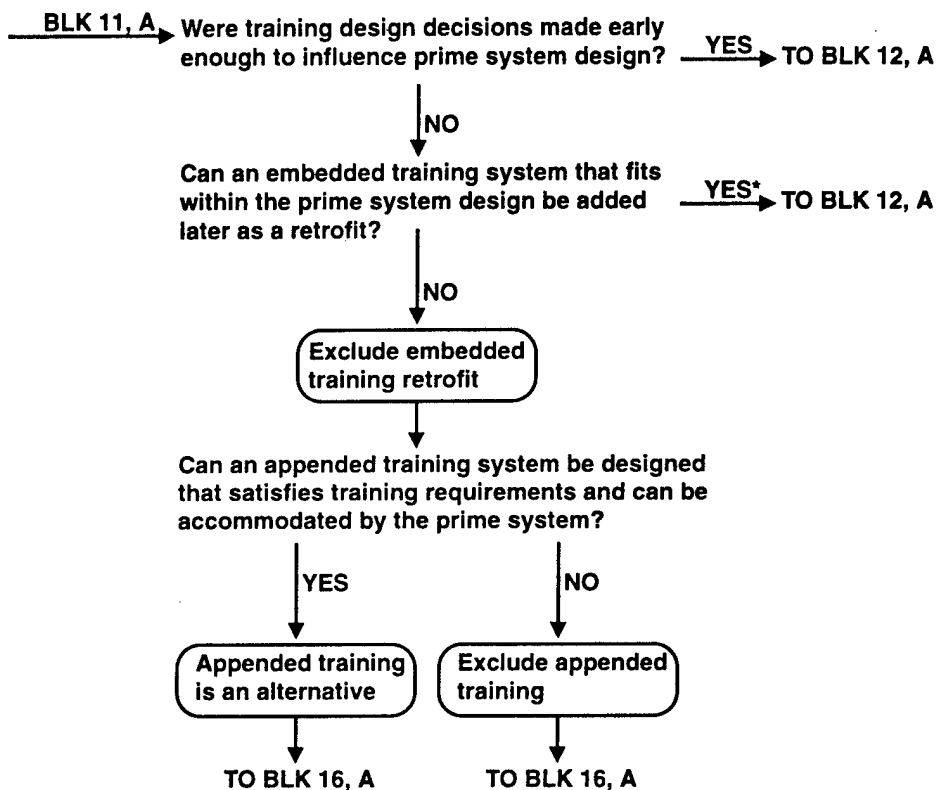 BLK 11, A
Were training design decisions made early
enough to influence prime system design?
YES
TO BLK 12, A
NO
Can an embedded training system that fits
within the prime system design be added
later as a retrofit?
YES*
TO BLK 12, A
NO
Exclude embedded
training retrofit
Can an appended training system be designed
that satisfies training requirements and can be
accommodated by the prime system?
YES
NO
Appended training
is an alternative
Exclude appended
training
TO BLK 16, A
TO BLK 16, A